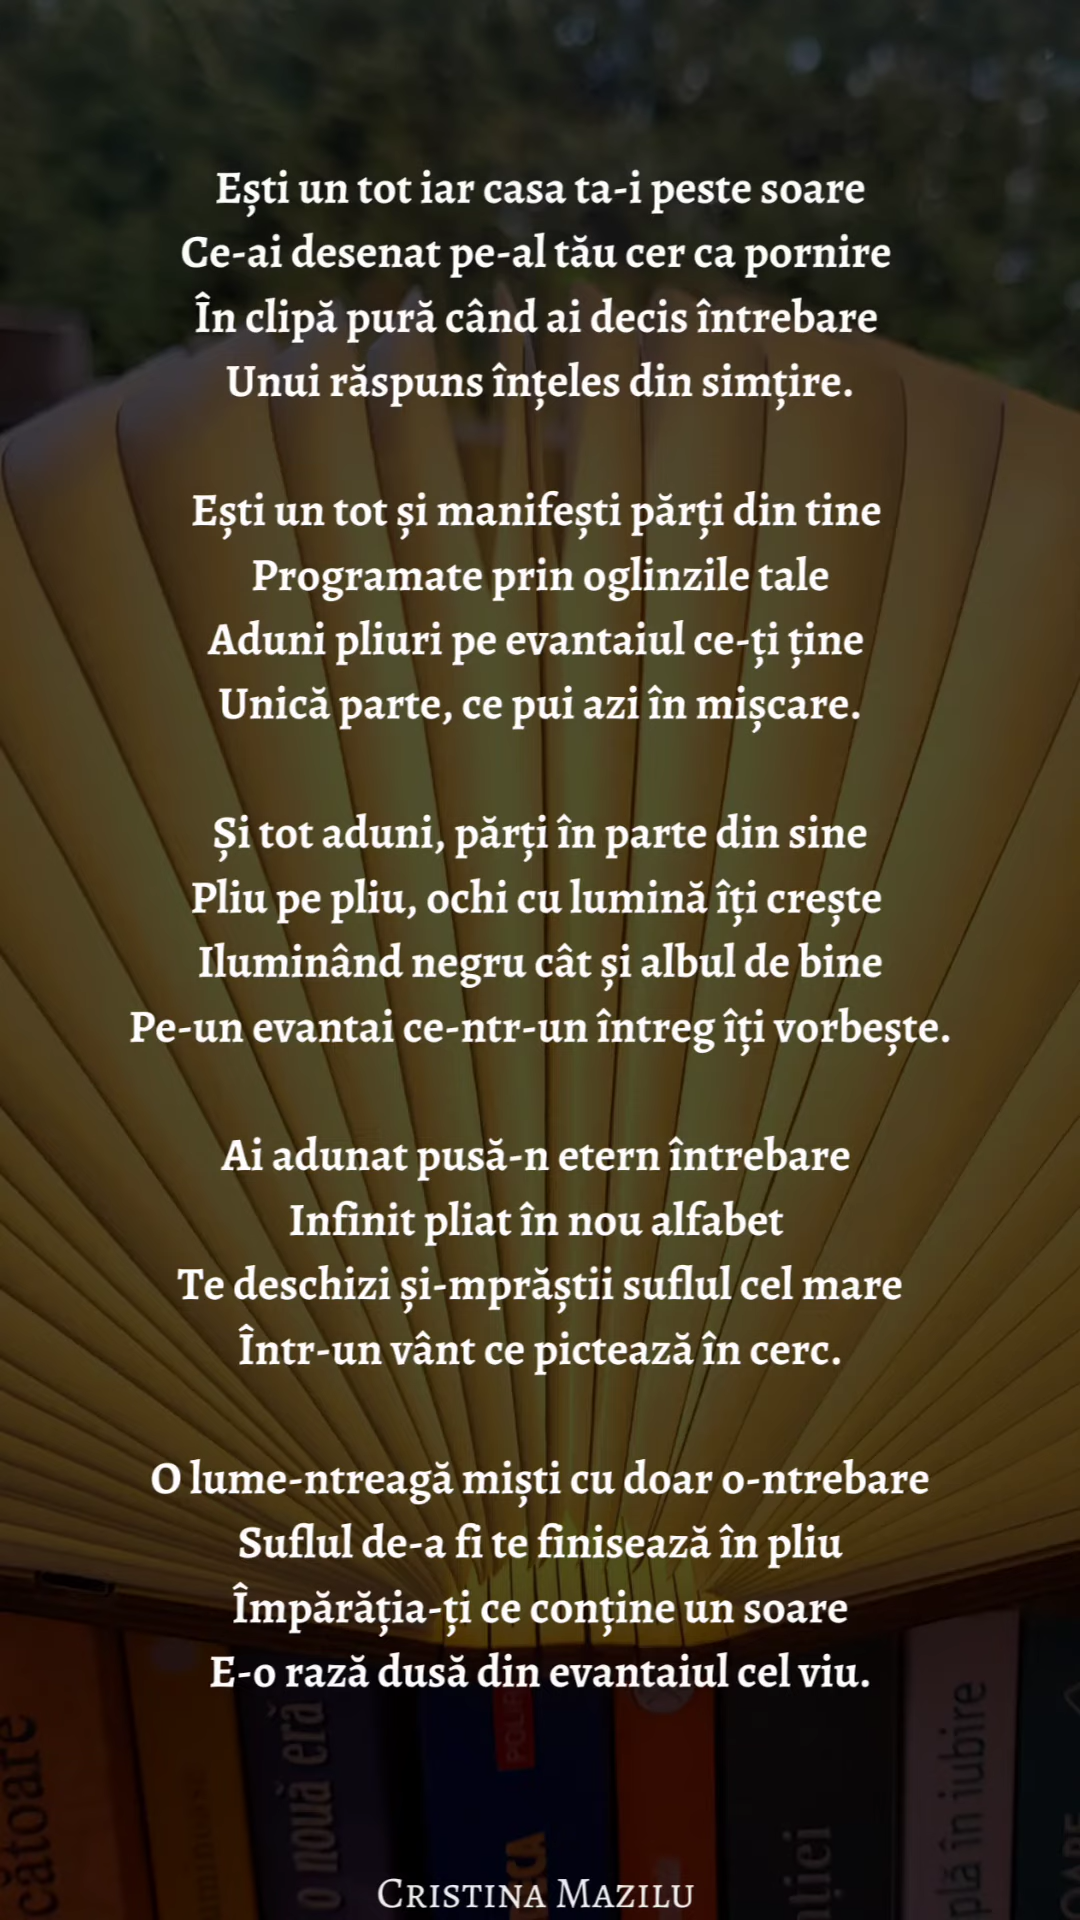 Ești un tot iar casa ta-i peste soare
Ce-ai desenat pe-al tău cer ca pornire
În clipă pură când ai decis întrebare
Unui răspuns înțeles din simțire.
Ești un tot și manifești părți din tine
Programate prin oglinzile tale
Aduni pliuri pe evantaiul ce-ți ține
Unică parte, ce pui azi în mișcare.
Și tot aduni, părți în parte din sine
Pliu pe pliu, ochi cu lumină îți crește
Iluminând negru cât și albul de bine
Pe-un evantai ce-ntr-un întreg îți vorbește.
Ai adunat pusă-n etern întrebare
Infinit pliat în nou alfabet
Te deschizi și-mprăștii suflul cel mare
Într-un vânt ce pictează în cerc.
O lume-ntreagă miști cu doar o-ntrebare
Suflul de-a fi te finisează în pliu
Împărăția-ți ce conține un soare
E-o rază dusă din evantaiul cel viu.
o nouă eră
în iubire
Cristina Mazilu